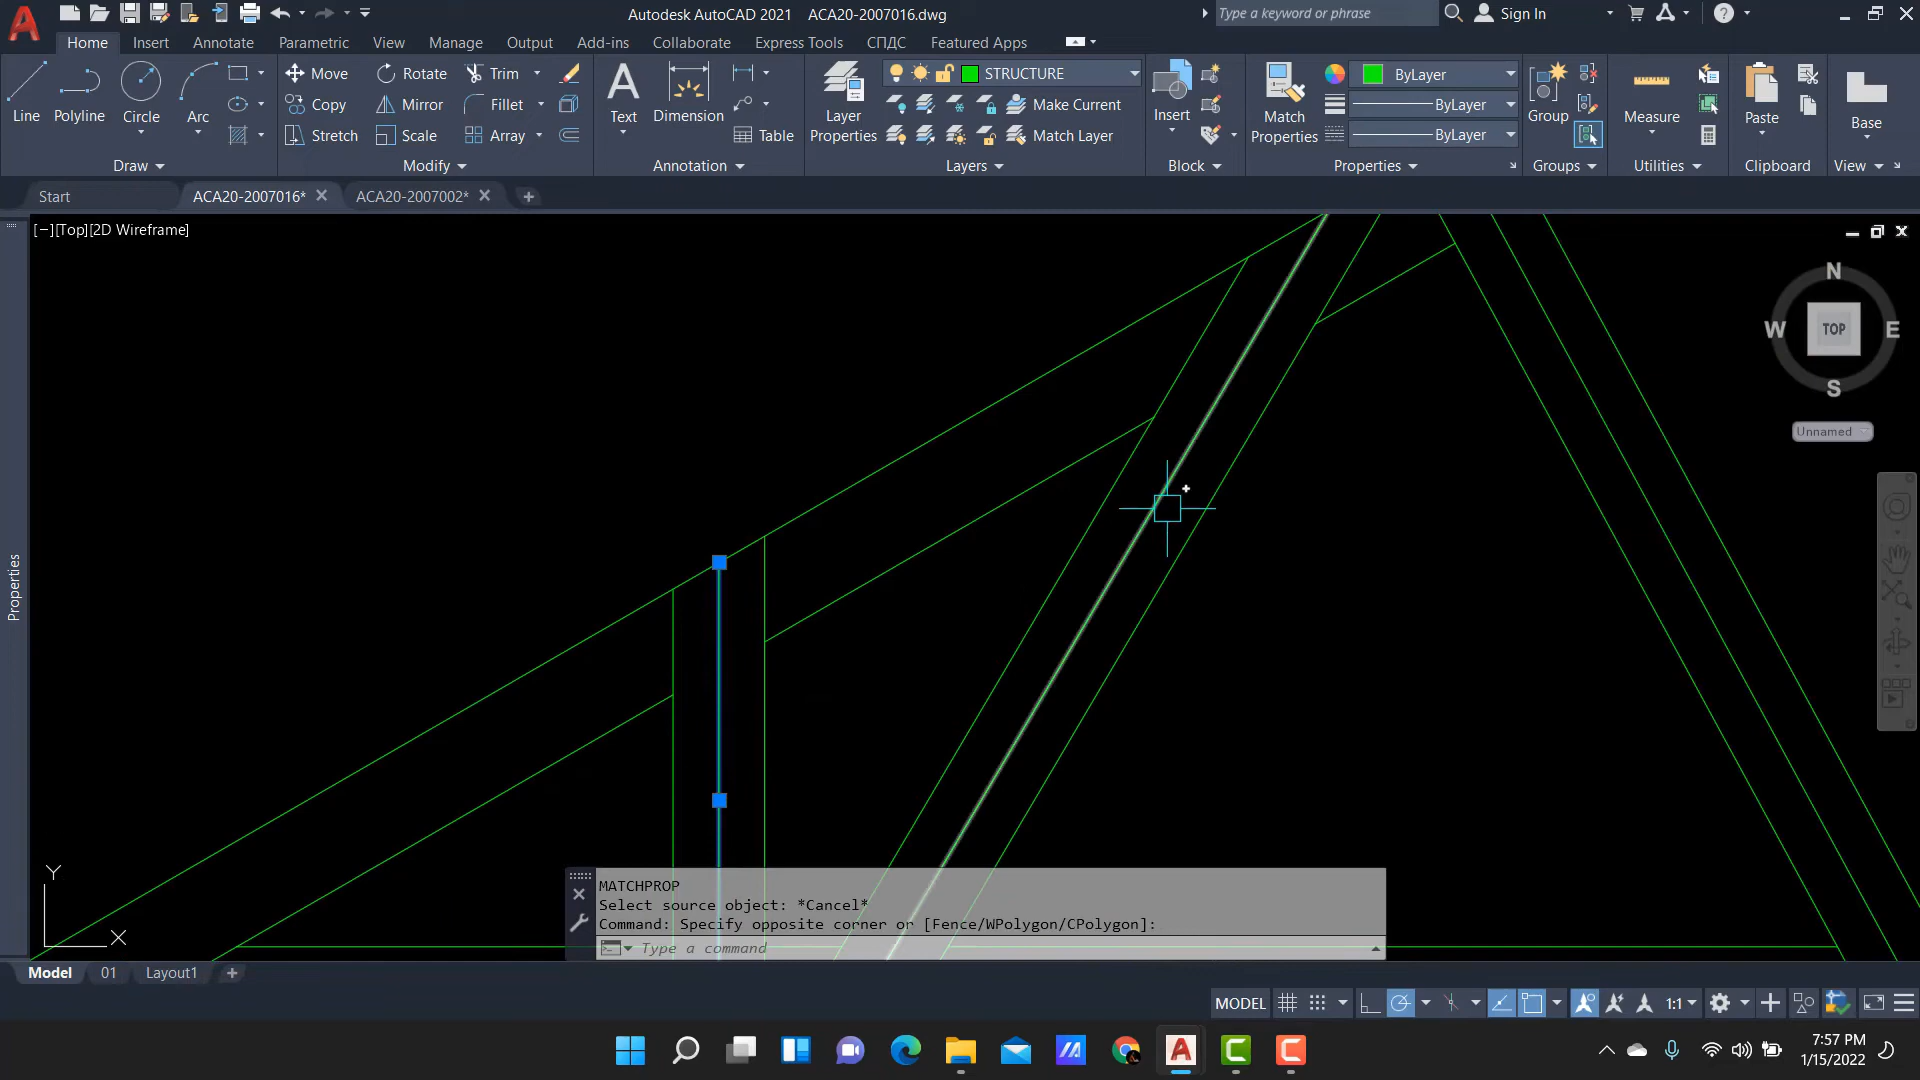 Autodesk AutoCAD 2021 ACA20-2007016.dwg
Type a keyword or phrase
Sign In
Home Insert Annotate Parametric View Manage Output Add-ins Collaborate Express Tools СПДС Featured Apps
Line
Polyline
Circle
Arc
Draw
Move
Rotate
Trim
Copy
Mirror
Fillet
Stretch
Scale
Array
Modify
Text
Dimension
Table
Annotation
Layer
Properties
STRUCTURE
Make Current
Match Layer
Layers
Insert
Block
Match
Properties
ByLayer
ByLayer
ByLayer
Properties
Group
Groups
Measure
Utilities
Paste
Clipboard
Base
View
Start
ACA20-2007016*
ACA20-2007002*
[−][Top][2D Wireframe]
N
W
TOP
E
S
Unnamed
Properties
Y
X
MATCHPROP
Select source object: *Cancel*
Command: Specify opposite corner or [Fence/WPolygon/CPolygon]:
Type a command
Model
01
Layout1
MODEL
1:1
7:57 PM
1/15/2022